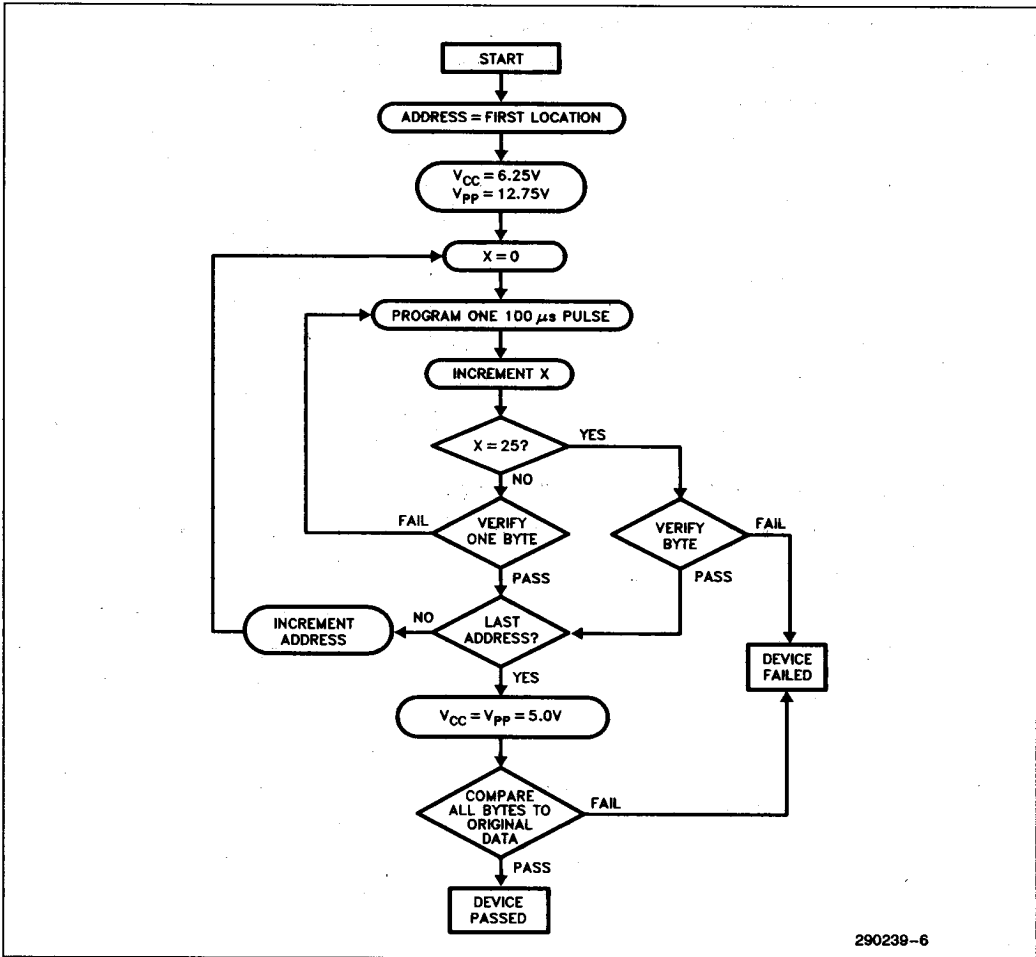 START
ADDRESS = FIRST LOCATION
VCC = 6.25V
VPP = 12.75V
X = 0
PROGRAM ONE 100 μs PULSE
INCREMENT X
X = 25?
YES
NO
FAIL
VERIFY
ONE BYTE
VERIFY
BYTE
FAIL
PASS
PASS
INCREMENT
ADDRESS
NO
LAST
ADDRESS?
DEVICE
FAILED
YES
VCC = VPP = 5.0V
COMPARE
ALL BYTES TO
ORIGINAL
DATA
FAIL
PASS
DEVICE
PASSED
290239-6